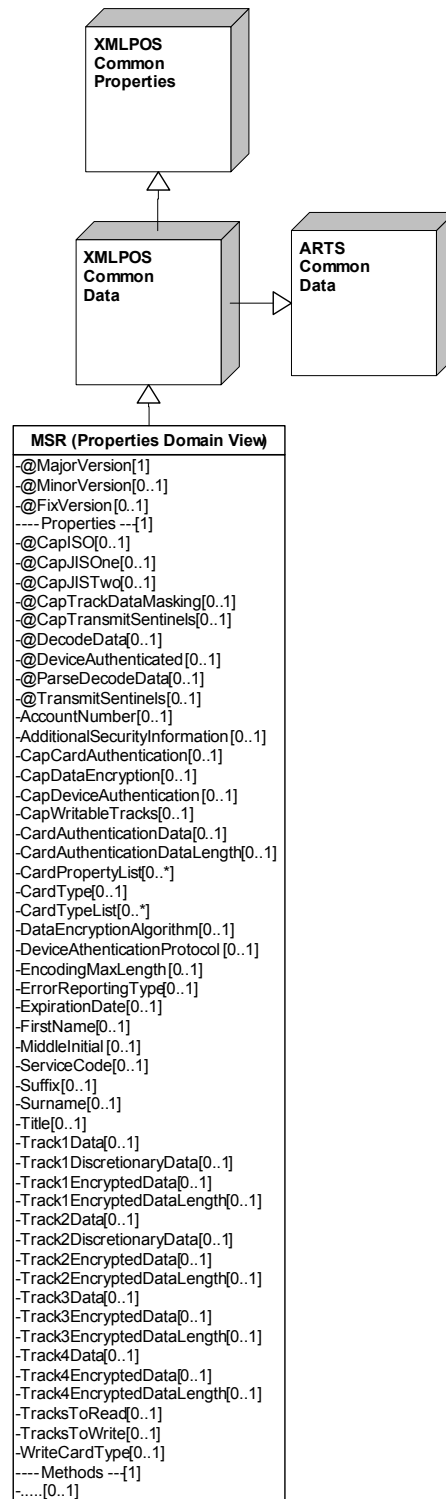 XMLPOS
Common
Properties
XMLPOS
Common
Data
ARTS
Common
Data
MSR (Properties Domain View)
-@MajorVersion[1]
-@MinorVersion[0..1]
-@FixVersion[0..1]
----Properties ---[1]
-@CapISO[0..1]
-@CapJISOne[0..1]
-@CapJISTwo[0..1]
-@CapTrackDataMasking[0..1]
-@CapTransmitSentinels[0..1]
-@DecodeData[0..1]
-@DeviceAuthenticated[0..1]
-@ParseDecodeData[0..1]
-@TransmitSentinels[0..1]
-AccountNumber[0..1]
-AdditionalSecurityInformation[0..1]
-CapCardAuthentication[0..1]
-CapDataEncryption[0..1]
-CapDeviceAuthentication[0..1]
-CapWritableTracks[0..1]
-CardAuthenticationData[0..1]
-CardAuthenticationDataLength[0..1]
-CardPropertyList[0..*]
-CardType[0..1]
-CardTypeList[0..*]
-DataEncryptionAlgorithm[0..1]
-DeviceAthenticationProtocol[0..1]
-EncodingMaxLength[0..1]
-ErrorReportingType[0..1]
-ExpirationDate[0..1]
-FirstName[0..1]
-MiddleInitial[0..1]
-ServiceCode[0..1]
-Suffix[0..1]
-Surname[0..1]
-Title[0..1]
-Track1Data[0..1]
-Track1DiscretionaryData[0..1]
-Track1EncryptedData[0..1]
-Track1EncryptedDataLength[0..1]
-Track2Data[0..1]
-Track2DiscretionaryData[0..1]
-Track2EncryptedData[0..1]
-Track2EncryptedDataLength[0..1]
-Track3Data[0..1]
-Track3EncryptedData[0..1]
-Track3EncryptedDataLength[0..1]
-Track4Data[0..1]
-Track4EncryptedData[0..1]
-Track4EncryptedDataLength[0..1]
-TracksToRead[0..1]
-TracksToWrite[0..1]
-WriteCardType[0..1]
----Methods ---[1]
-.....[0..1]